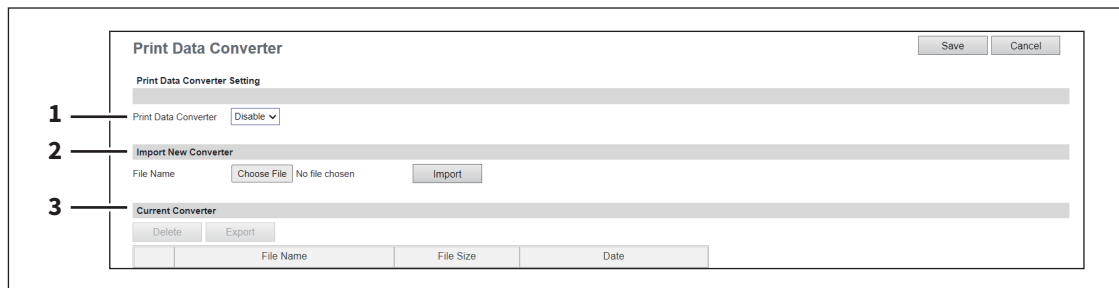 Print Data Converter Save Cancel
Print Data Converter Setting
1 Print Data Converter Disable
2 Import New Converter
File Name Choose File No file chosen Import
3 Current Converter
Delete Export
File Name File Size Date